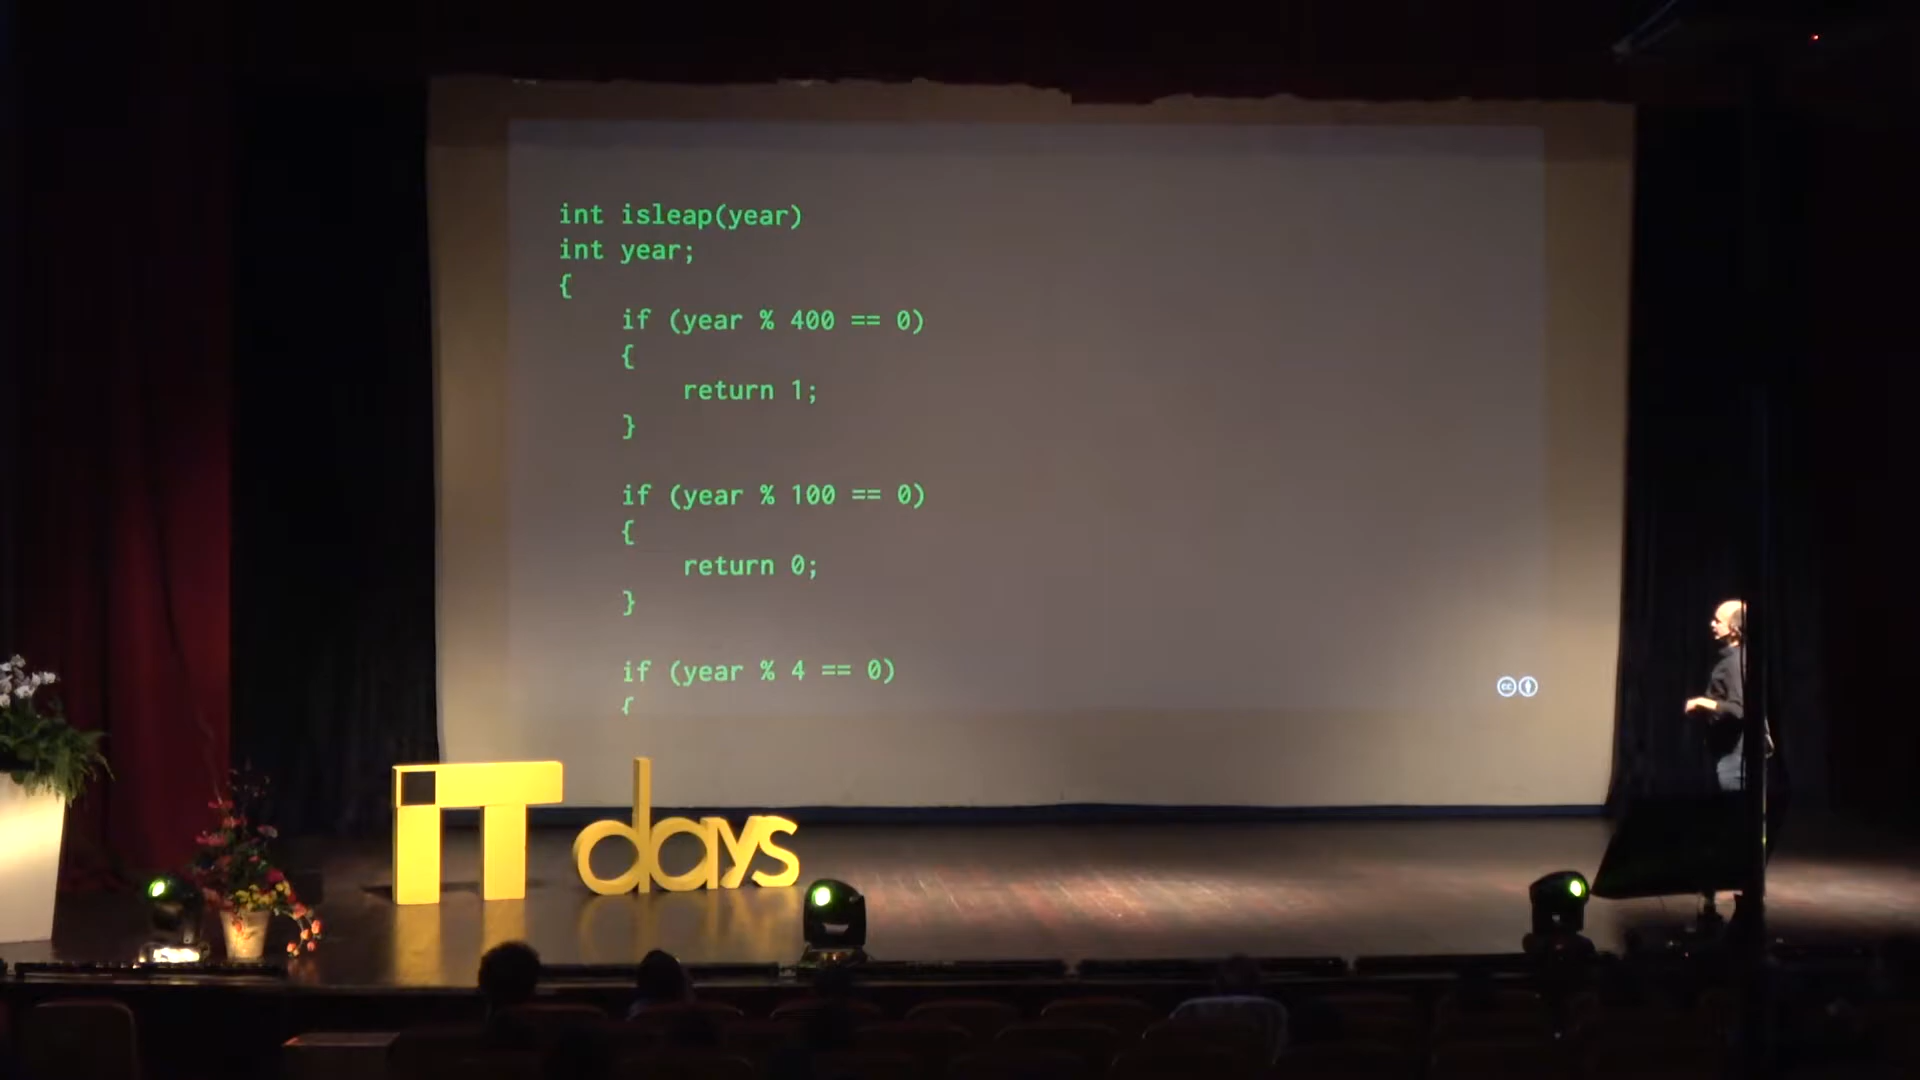 int isleap(year)
int year;
{
    if (year % 400 == 0)
    {
        return 1;
    }
    if (year % 100 == 0)
    {
        return 0;
    }
    if (year % 4 == 0)
    {
cc
iT days